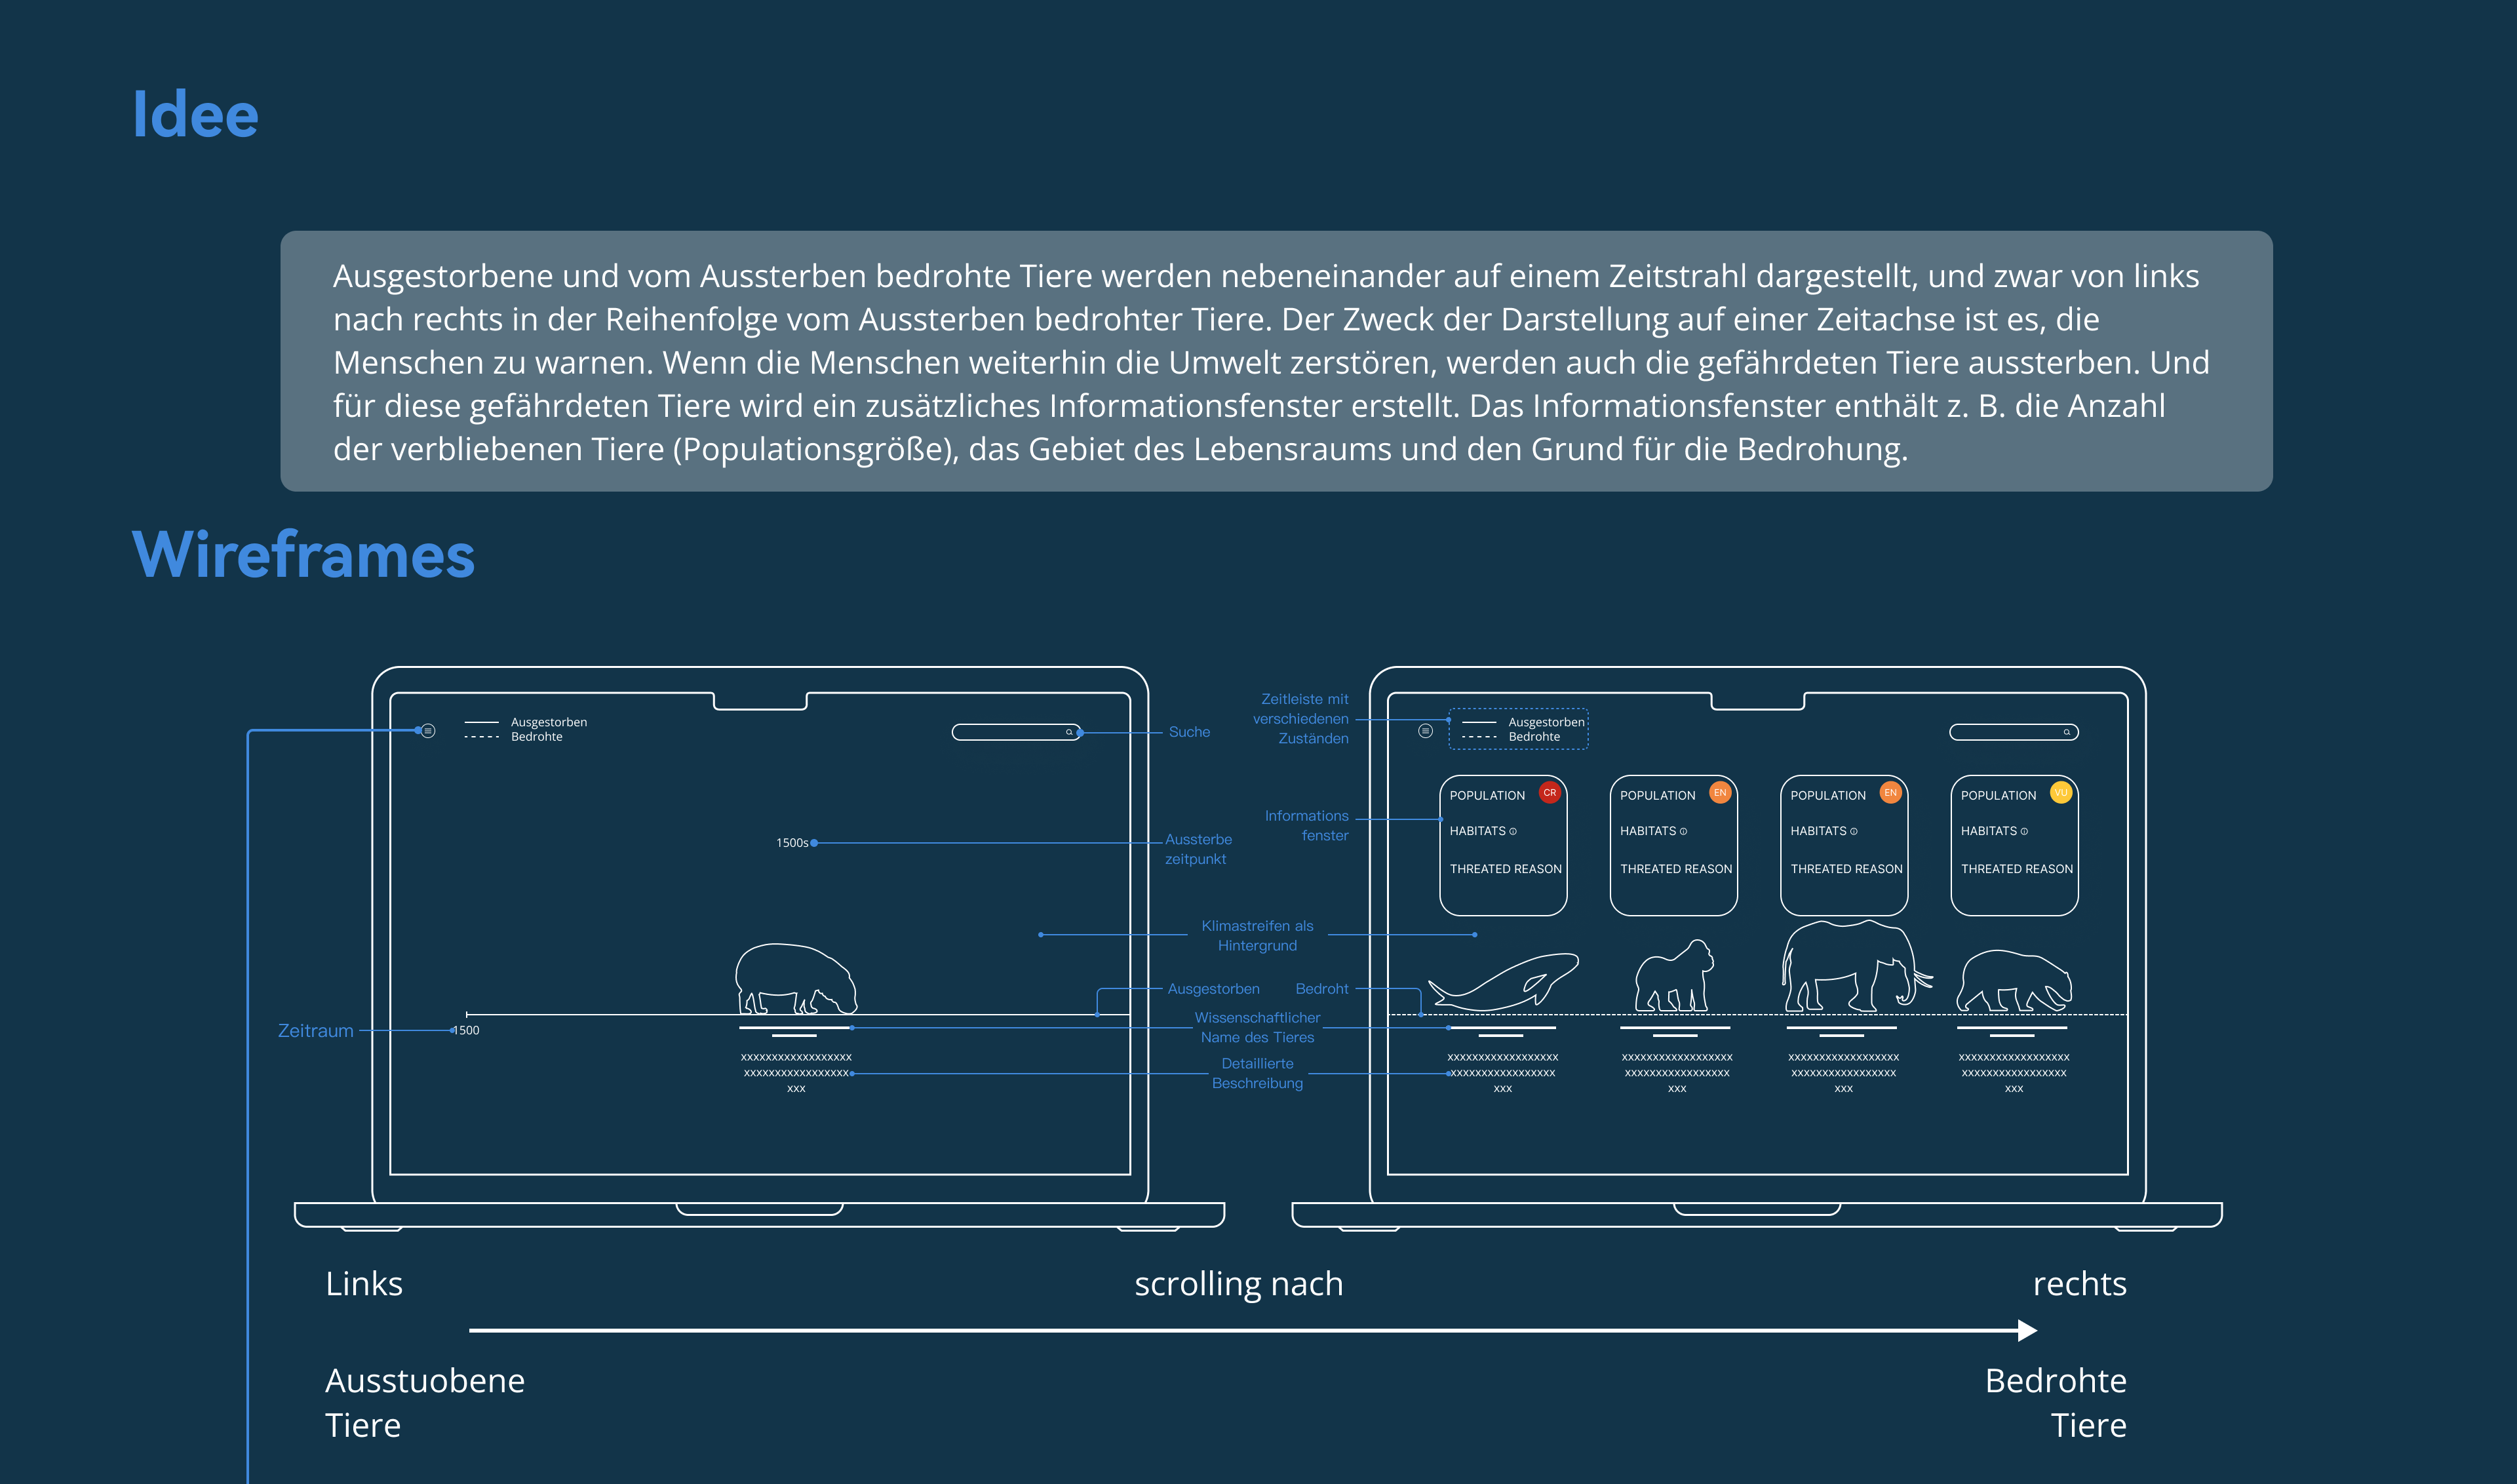 Idee
Ausgestorbene und vom Aussterben bedrohte Tiere werden nebeneinander auf einem Zeitstrahl dargestellt, und zwar von links
nach rechts in der Reihenfolge vom Aussterben bedrohter Tiere. Der Zweck der Darstellung auf einer Zeitachse ist es, die
Menschen zu warnen. Wenn die Menschen weiterhin die Umwelt zerstören, werden auch die gefährdeten Tiere aussterben. Und
für diese gefährdeten Tiere wird ein zusätzliches Informationsfenster erstellt. Das Informationsfenster enthält z. B. die Anzahl
der verbliebenen Tiere (Populationsgröße), das Gebiet des Lebensraums und den Grund für die Bedrohung.
Wireframes
Ausgestorben
Bedrohte
1500s
1500
xxxxxxxxxxxxxxxxxx
xxxxxxxxxxxxxxxxx
xxx
Zeitraum
Suche
Aussterbe
zeitpunkt
Klimastreifen als
Hintergrund
Ausgestorben
Bedroht
Wissenschaftlicher
Name des Tieres
Detaillierte
Beschreibung
Zeitleiste mit
verschiedenen
Zuständen
Informations
fenster
Ausgestorben
Bedrohte
POPULATION CR
HABITATS
THREATED REASON
POPULATION EN
HABITATS
THREATED REASON
POPULATION EN
HABITATS
THREATED REASON
POPULATION VU
HABITATS
THREATED REASON
xxxxxxxxxxxxxxxxxx
xxxxxxxxxxxxxxxxx
xxx
xxxxxxxxxxxxxxxxxx
xxxxxxxxxxxxxxxxx
xxx
xxxxxxxxxxxxxxxxxx
xxxxxxxxxxxxxxxxx
xxx
xxxxxxxxxxxxxxxxxx
xxxxxxxxxxxxxxxxx
xxx
Links scrolling nach rechts
Ausstuobene
Tiere
Bedrohte
Tiere